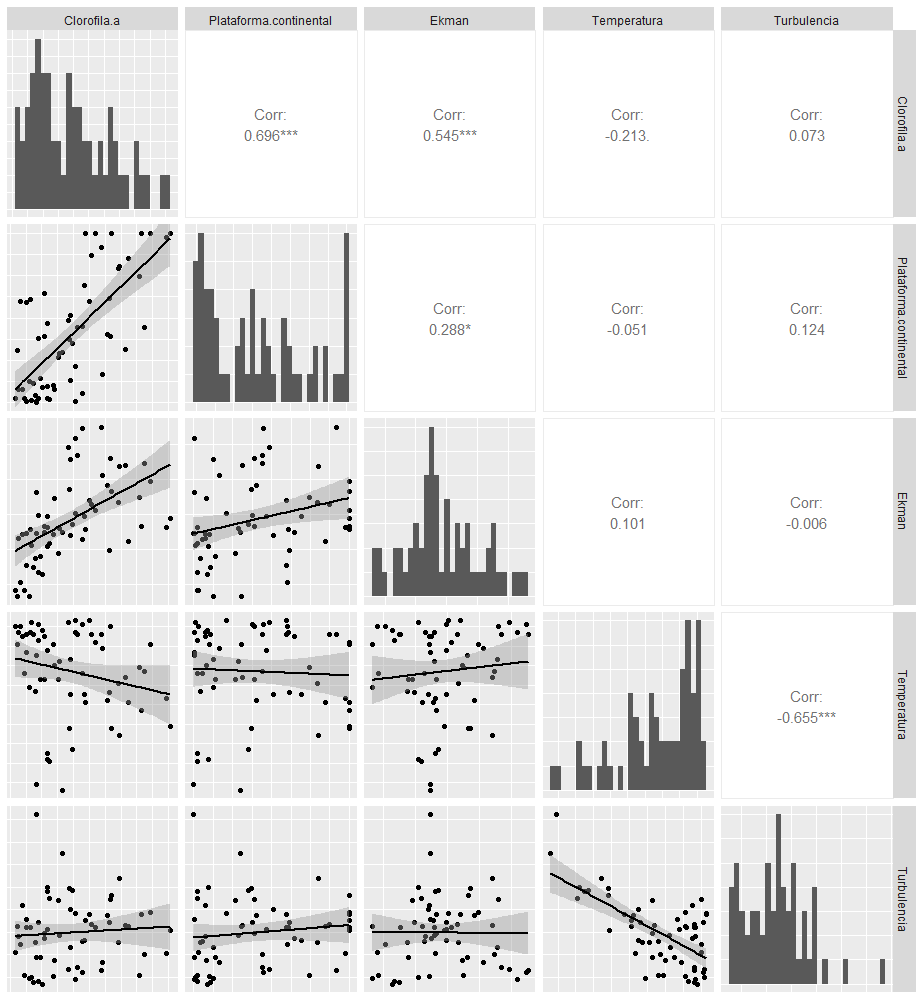 Clorofila.a
Plataforma.continental
Ekman
Temperatura
Turbulencia
Corr:
0.696***
Corr:
0.545***
Corr:
-0.213.
Corr:
0.073
Clorofila.a
Corr:
0.288*
Corr:
-0.051
Corr:
0.124
Plataforma.continental
Corr:
0.101
Corr:
-0.006
Ekman
Corr:
-0.655***
Temperatura
Turbulencia